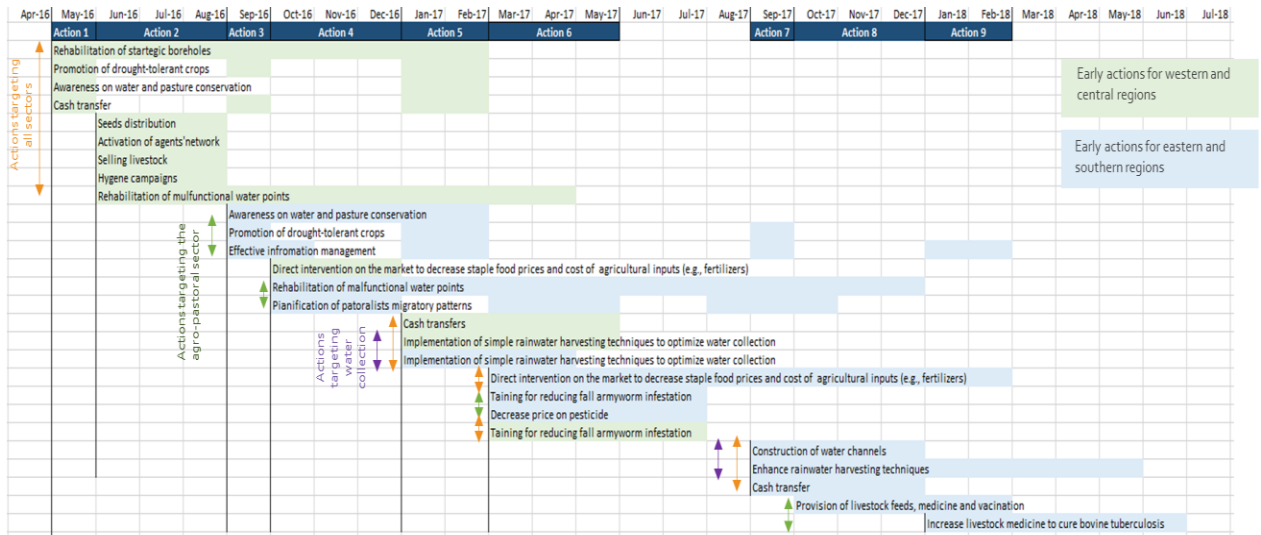 Apr-16 May-16 Jun-16 Jul-16 Aug-16 Sep-16 Oct-16 Nov-16 Dec-16 Jan-17 Feb-17 Mar-17 Apr-17 May-17 Jun-17 Jul-17 Aug-17 Sep-17 Oct-17 Nov-17 Dec-17 Jan-18 Feb-18 Mar-18 Apr-18 May-18 Jun-18 Jul-18
Action 1 Action 2 Action 3 Action 4 Action 5 Action 6 Action 7 Action 8 Action 9
Actions targeting
all sectors
Rehabilitation of startegic boreholes
Promotion of drought-tolerant crops
Awareness on water and pasture conservation
Cash transfer
Early actions for western and
central regions
Seeds distribution
Activation of agents'network
Selling livestock
Hygene campaigns
Rehabilitation of mulfunctional water points
Early actions for eastern and
southern regions
Actions targeting the
agro-pastoral sector
Awareness on water and pasture conservation
Promotion of drought-tolerant crops
Effective infromation management
Direct intervention on the market to decrease staple food prices and cost of agricultural inputs (e.g., fertilizers)
Rehabilitation of malfunctional water points
Pianification of patoralists migratory patterns
Actions
targeting
water
collection
Cash transfers
Implementation of simple rainwater harvesting techniques to optimize water collection
Implementation of simple rainwater harvesting techniques to optimize water collection
Direct intervention on the market to decrease staple food prices and cost of agricultural inputs (e.g., fertilizers)
Taining for reducing fall armyworm infestation
Decrease price on pesticide
Taining for reducing fall armyworm infestation
Construction of water channels
Enhance rainwater harvesting techniques
Cash transfer
Provision of livestock feeds, medicine and vaccination
Increase livestock medicine to cure bovine tuberculosis